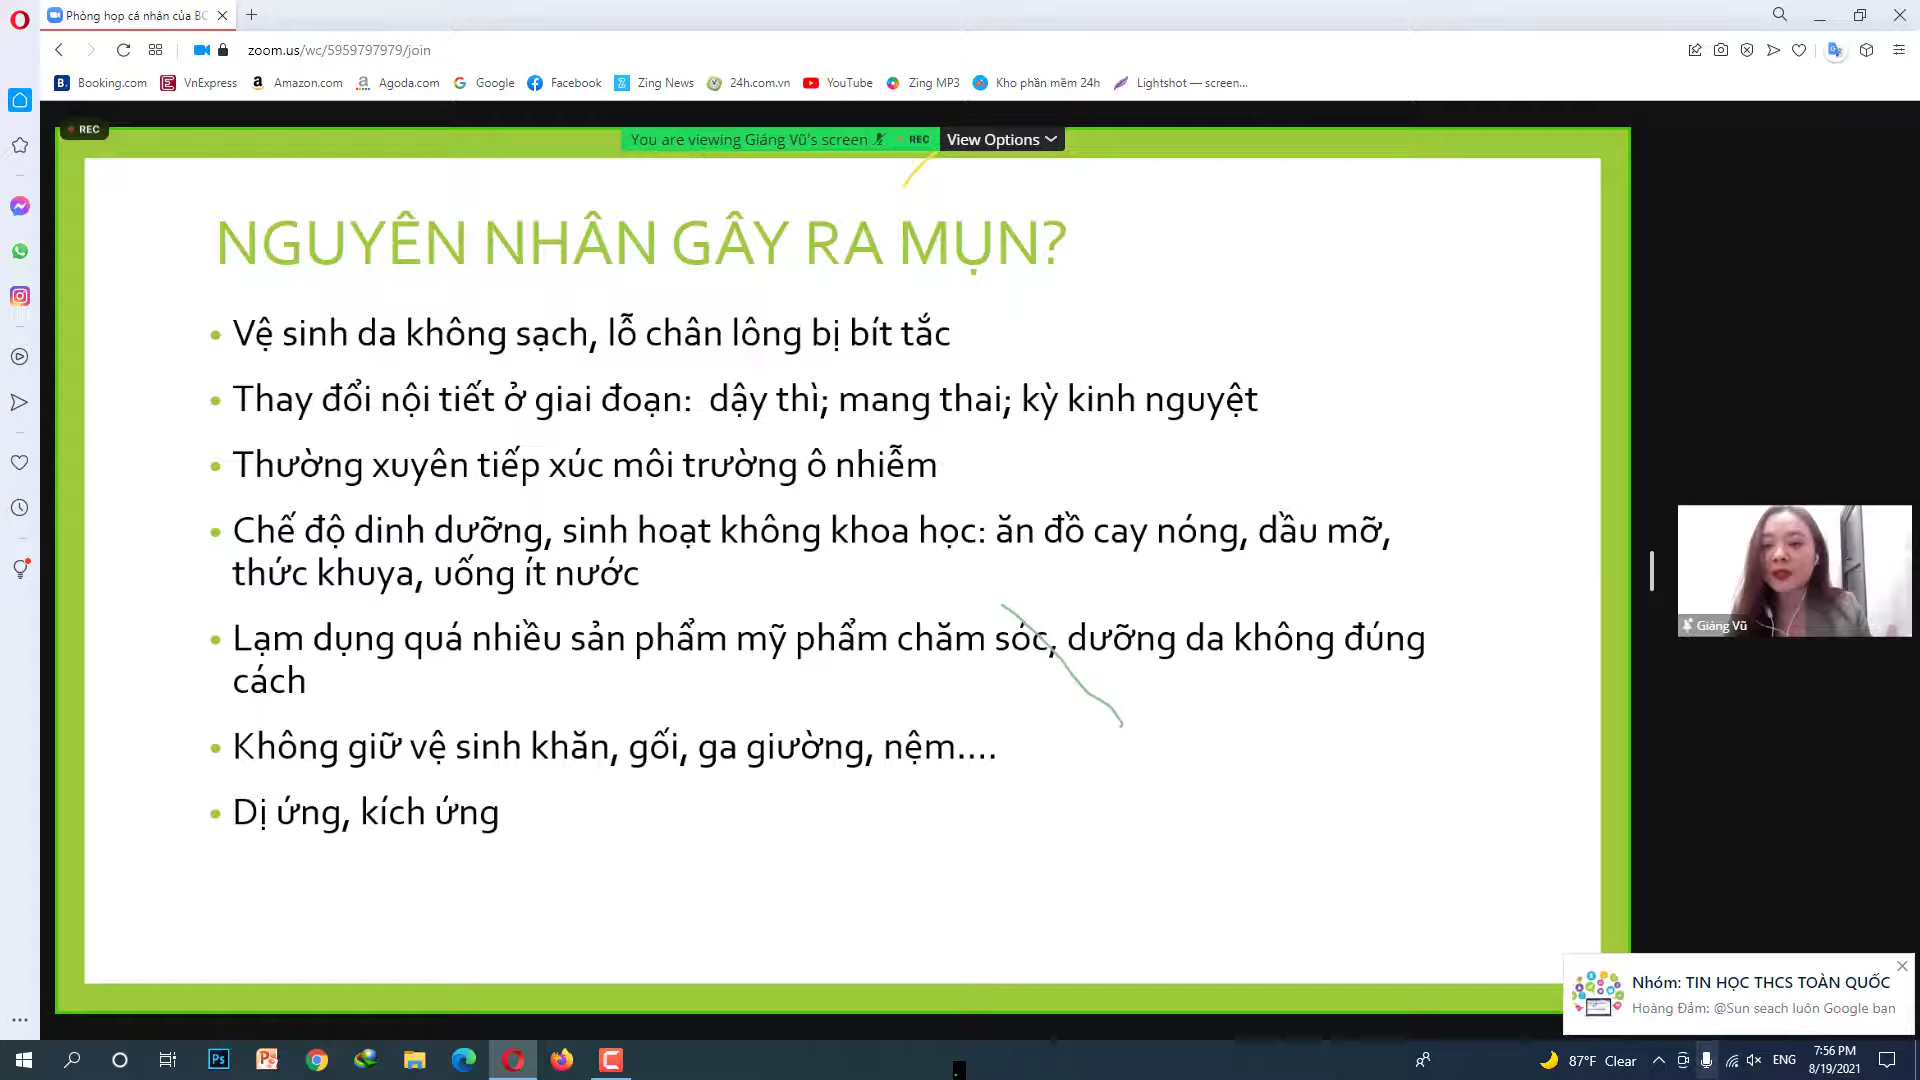 Phòng họp cá nhân của BC
zoom.us/wc/5959797979/join
Booking.com VnExpress Amazon.com Agoda.com Google Facebook Zing News 24h.com.vn YouTube Zing MP3 Kho phần mềm 24h Lightshot — screen...
REC
You are viewing Giáng Vũ's screen REC View Options
NGUYÊN NHÂN GÂY RA MỤN?
• Vệ sinh da không sạch, lỗ chân lông bị bít tắc
• Thay đổi nội tiết ở giai đoạn: dậy thì; mang thai; kỳ kinh nguyệt
• Thường xuyên tiếp xúc môi trường ô nhiễm
• Chế độ dinh dưỡng, sinh hoạt không khoa học: ăn đồ cay nóng, dầu mỡ,
thức khuya, uống ít nước
• Lạm dụng quá nhiều sản phẩm mỹ phẩm chăm sóc, dưỡng da không đúng
cách
• Không giữ vệ sinh khăn, gối, ga giường, nệm....
• Dị ứng, kích ứng
Giáng Vũ
Nhóm: TIN HỌC THCS TOÀN QUỐC
Hoàng Đảm: @Sun seach luôn Google bạn
87°F Clear
ENG
7:56 PM
8/19/2021